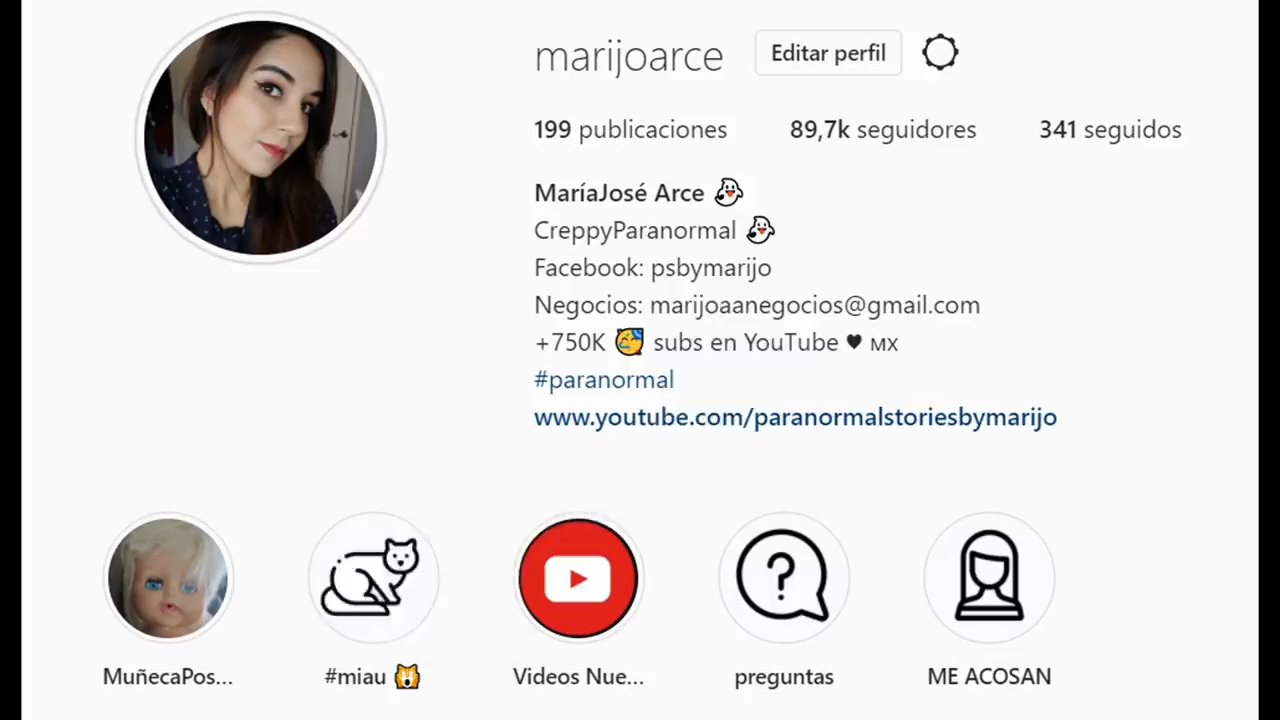 marijoarce Editar perfil
199 publicaciones 89,7k seguidores 341 seguidos
MaríaJosé Arce
CreppyParanormal
Facebook: psbymarijo
Negocios: marijoaanegocios@gmail.com
+750K 🥳 subs en YouTube ♥ MX
#paranormal
www.youtube.com/paranormalstoriesbymarijo
MuñecaPos... #miau Videos Nue... preguntas ME ACOSAN